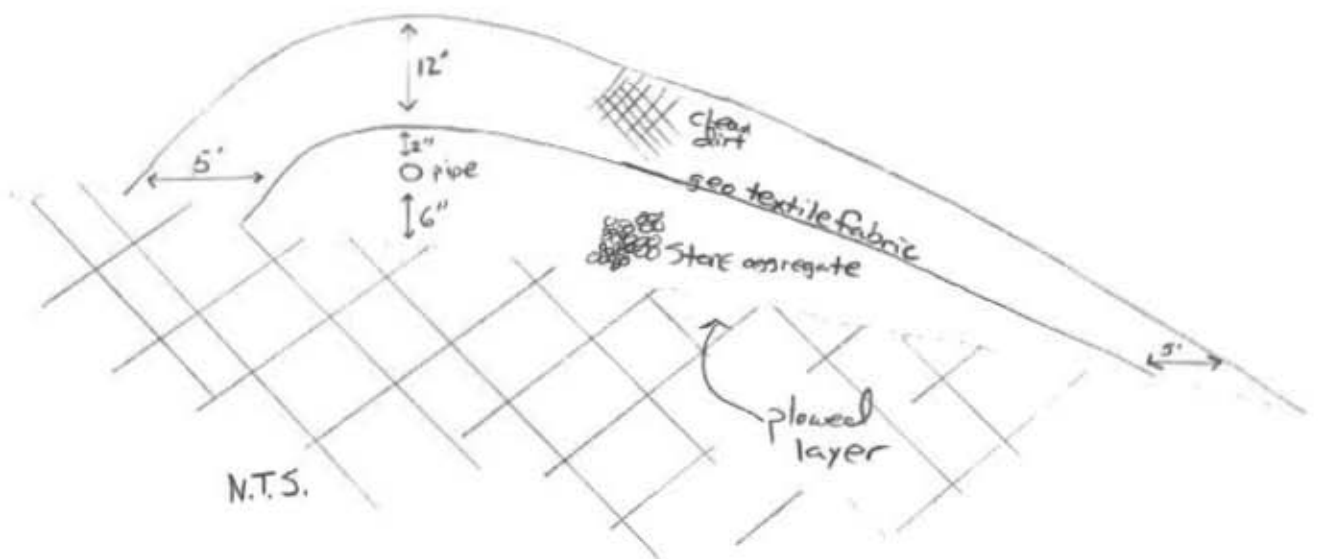 12"
5'
2"
pipe
6"
clean
dirt
geo textile fabric
Stone aggregate
5'
plowed
layer
N.T.S.